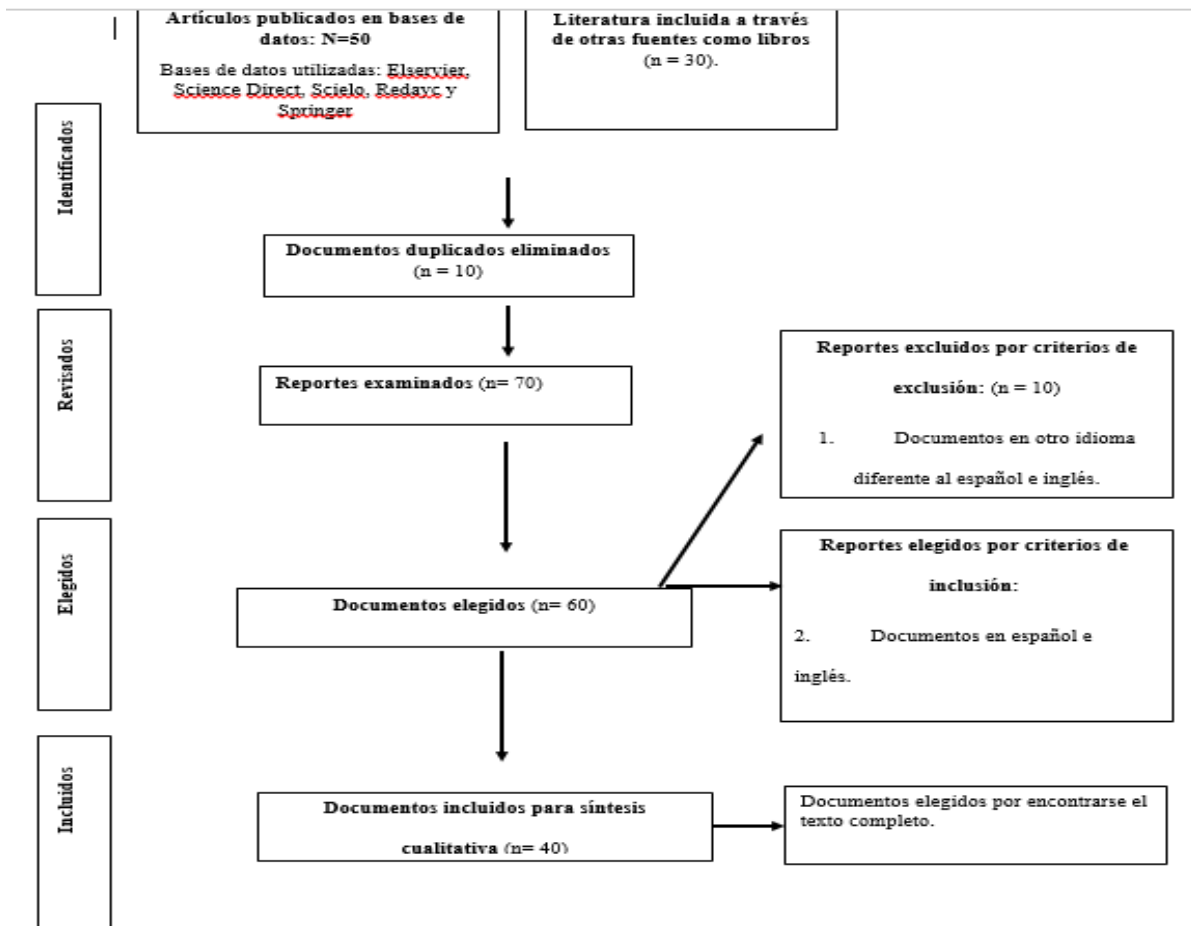 Artículos publicados en bases de
datos: N=50
Bases de datos utilizadas: Elservier,
Science Direct, Scielo, Redayc y
Springer
Literatura incluida a través
de otras fuentes como libros
(n = 30).
Identificados
Documentos duplicados eliminados
(n = 10)
Revisados
Reportes examinados (n= 70)
Reportes excluidos por criterios de
exclusión: (n = 10)
1. Documentos en otro idioma
diferente al español e inglés.
Elegidos
Documentos elegidos (n= 60)
Reportes elegidos por criterios de
inclusión:
2. Documentos en español e
inglés.
Incluidos
Documentos incluidos para síntesis
cualitativa (n= 40)
Documentos elegidos por encontrarse el
texto completo.